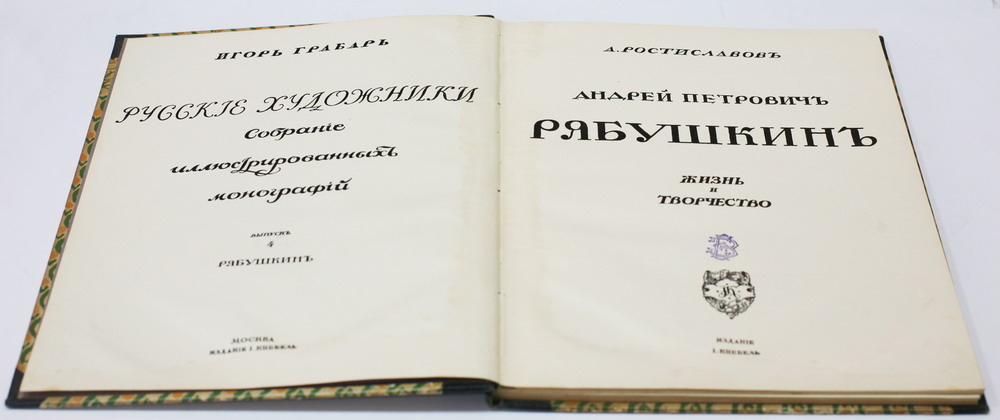 ИГОРЬ ГРАБАРЬ
РУССКІЕ ХУДОЖНИКИ
Собраніе
иллюстрированныхъ
монографій
ВЫПУСКЪ
4
РЯБУШКИНЪ
МОСКВА
ИЗДАНІЕ І. КНЕБЕЛЬ
А. РОСТИСЛАВОВЪ
АНДРЕЙ ПЕТРОВИЧЪ
РЯБУШКИНЪ
ЖИЗНЬ
и
ТВОРЧЕСТВО
ИЗДАНІЕ
І. КНЕБЕЛЬ